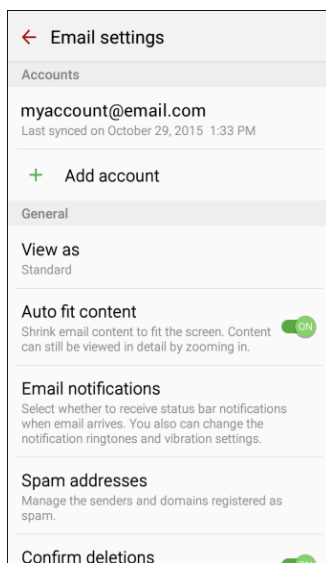 Email settings
Accounts
myaccount@email.com
Last synced on October 29, 2015 1:33 PM
+ Add account
General
View as
Standard
Auto fit content
Shrink email content to fit the screen. Content
can still be viewed in detail by zooming in.
ON
Email notifications
Select whether to receive status bar notifications
when email arrives. You also can change the
notification ringtones and vibration settings.
Spam addresses
Manage the senders and domains registered as
spam.
Confirm deletions